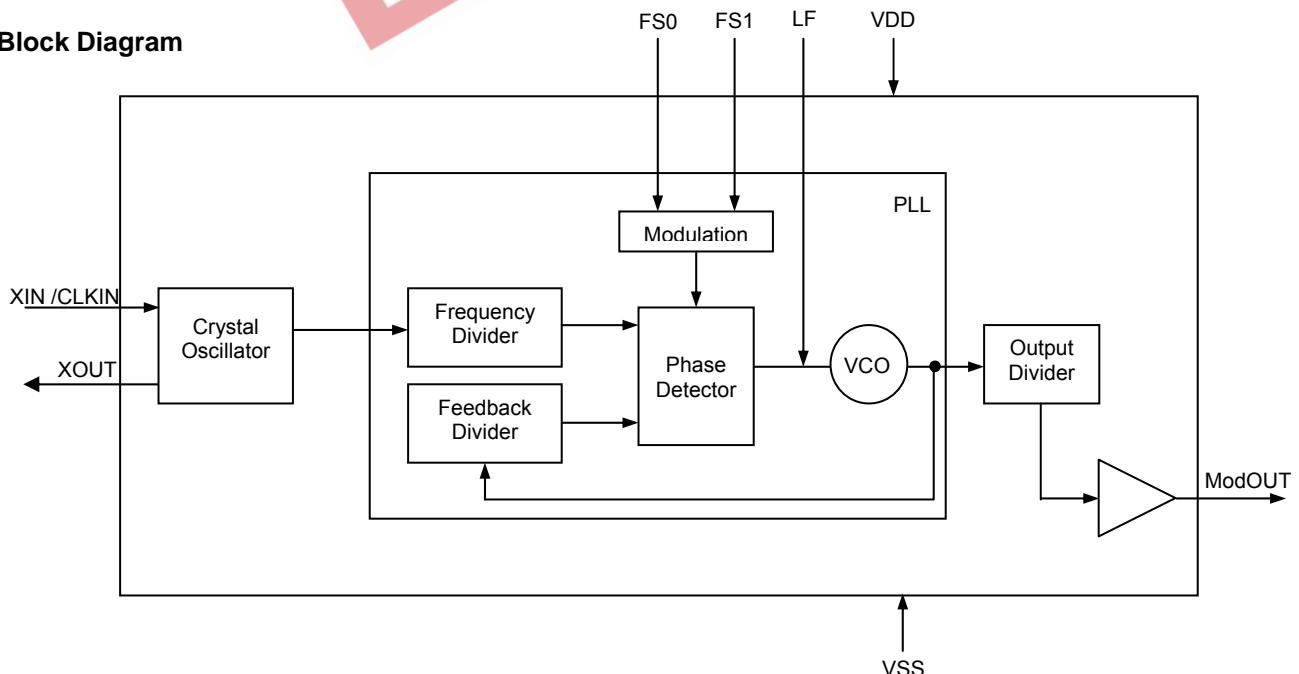 Block Diagram
FS0 FS1 LF VDD
PLL
Modulation
XIN /CLKIN
XOUT
Crystal
Oscillator
Frequency
Divider
Feedback
Divider
Phase
Detector
VCO
Output
Divider
ModOUT
VSS